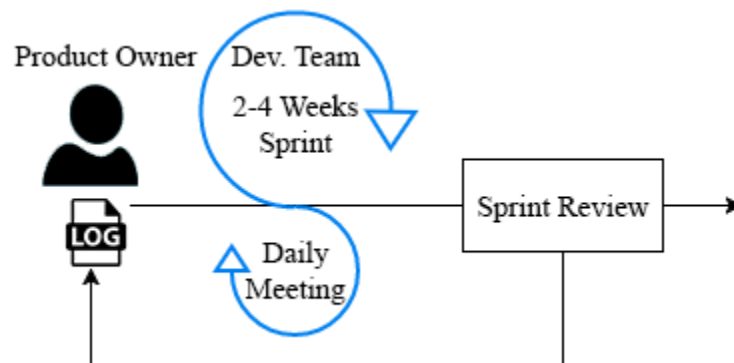 Product Owner
LOG
Dev. Team
2-4 Weeks
Sprint
Daily
Meeting
Sprint Review